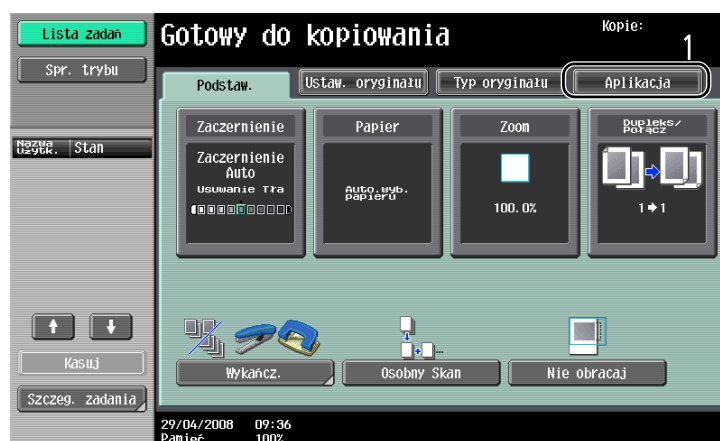 Lista zadań
Spr. trybu
Nazwa użytk.
Stan
Kasuj
Szczeg. zadania
Gotowy do kopiowania
Kopie:
1
Podstaw.
Ustaw. oryginału
Typ oryginału
Aplikacja
Zaczernienie
Zaczernienie
Auto
Usuwanie Tła
Papier
Auto.wyb.
papieru
Zoom
100.0%
Dupleks/
Połącz
1→1
Wykańcz.
Osobny Skan
Nie obracaj
29/04/2008 09:36
Pamięć 100%